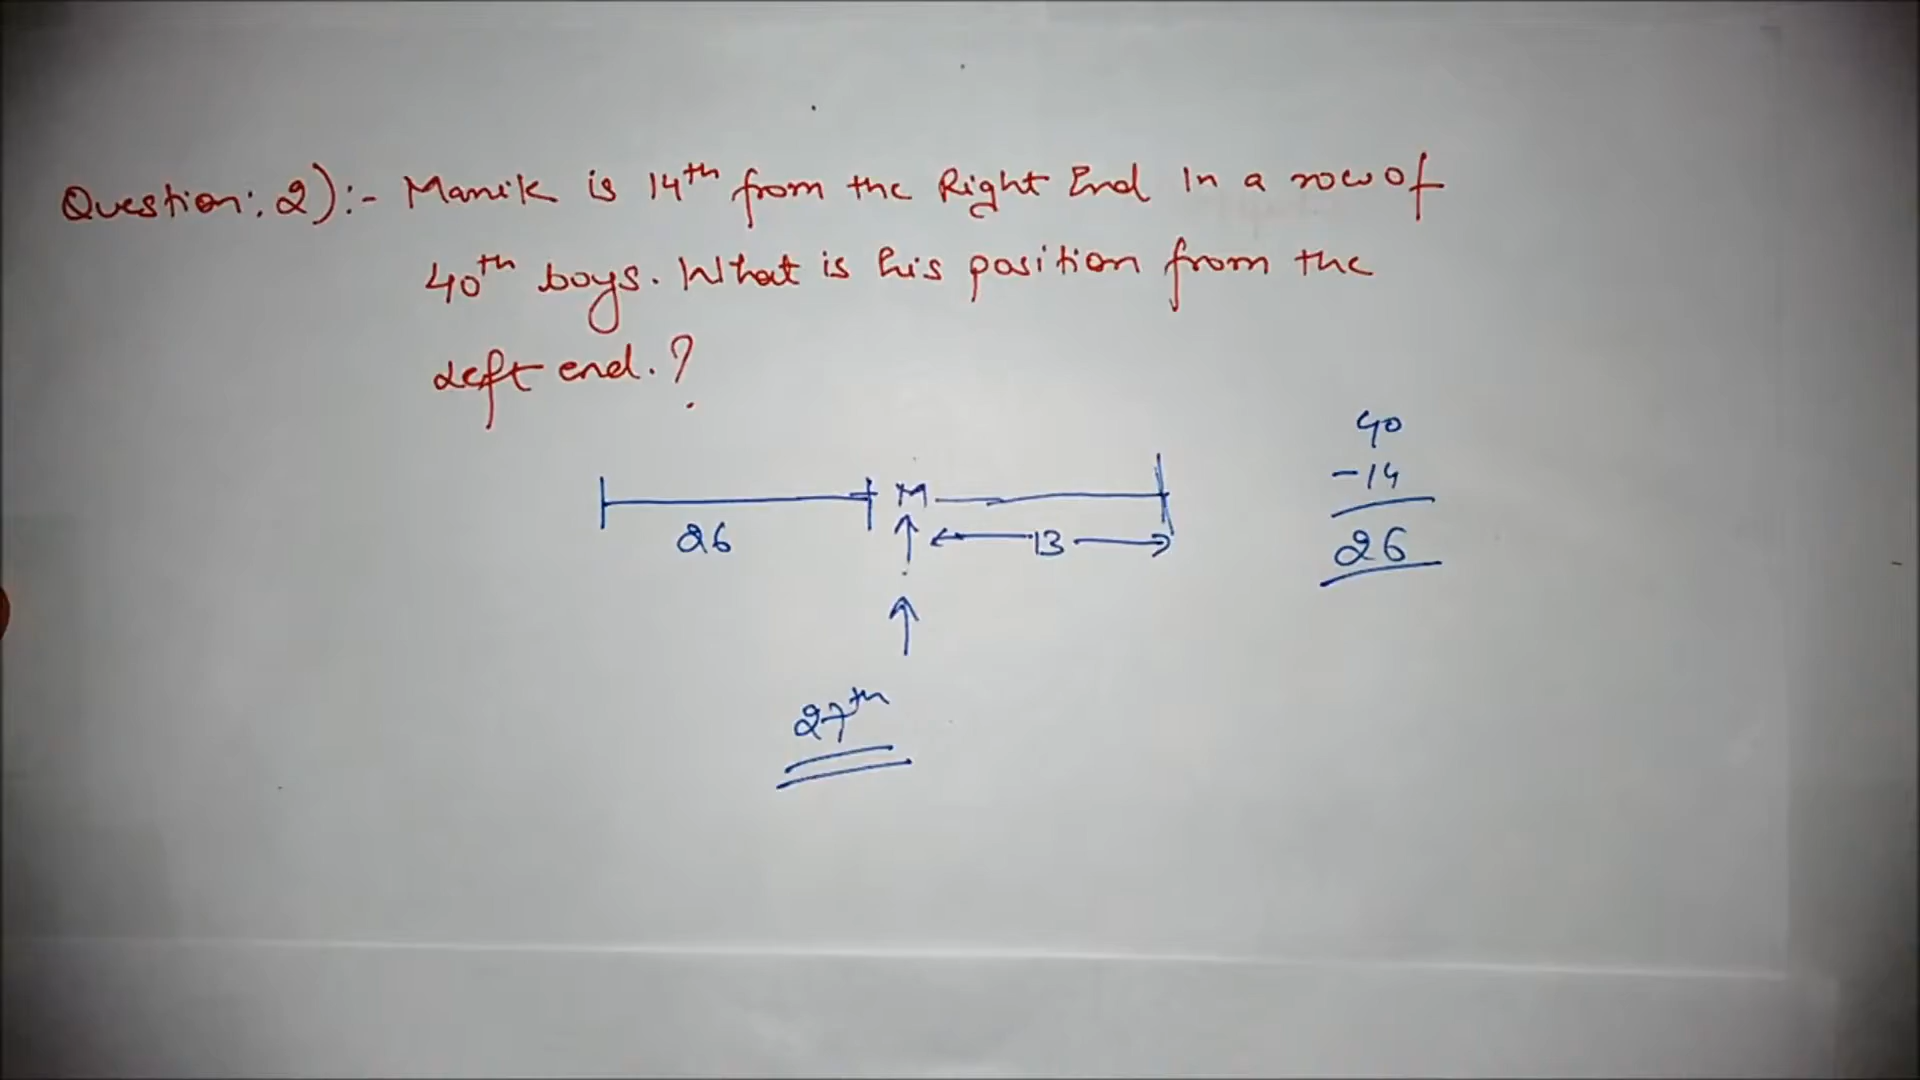 Question:. 2):- Manik is 14th from the Right End In a row of
40th boys. What is his position from the
Left end.?
40
-14
26
M
26
13
27th